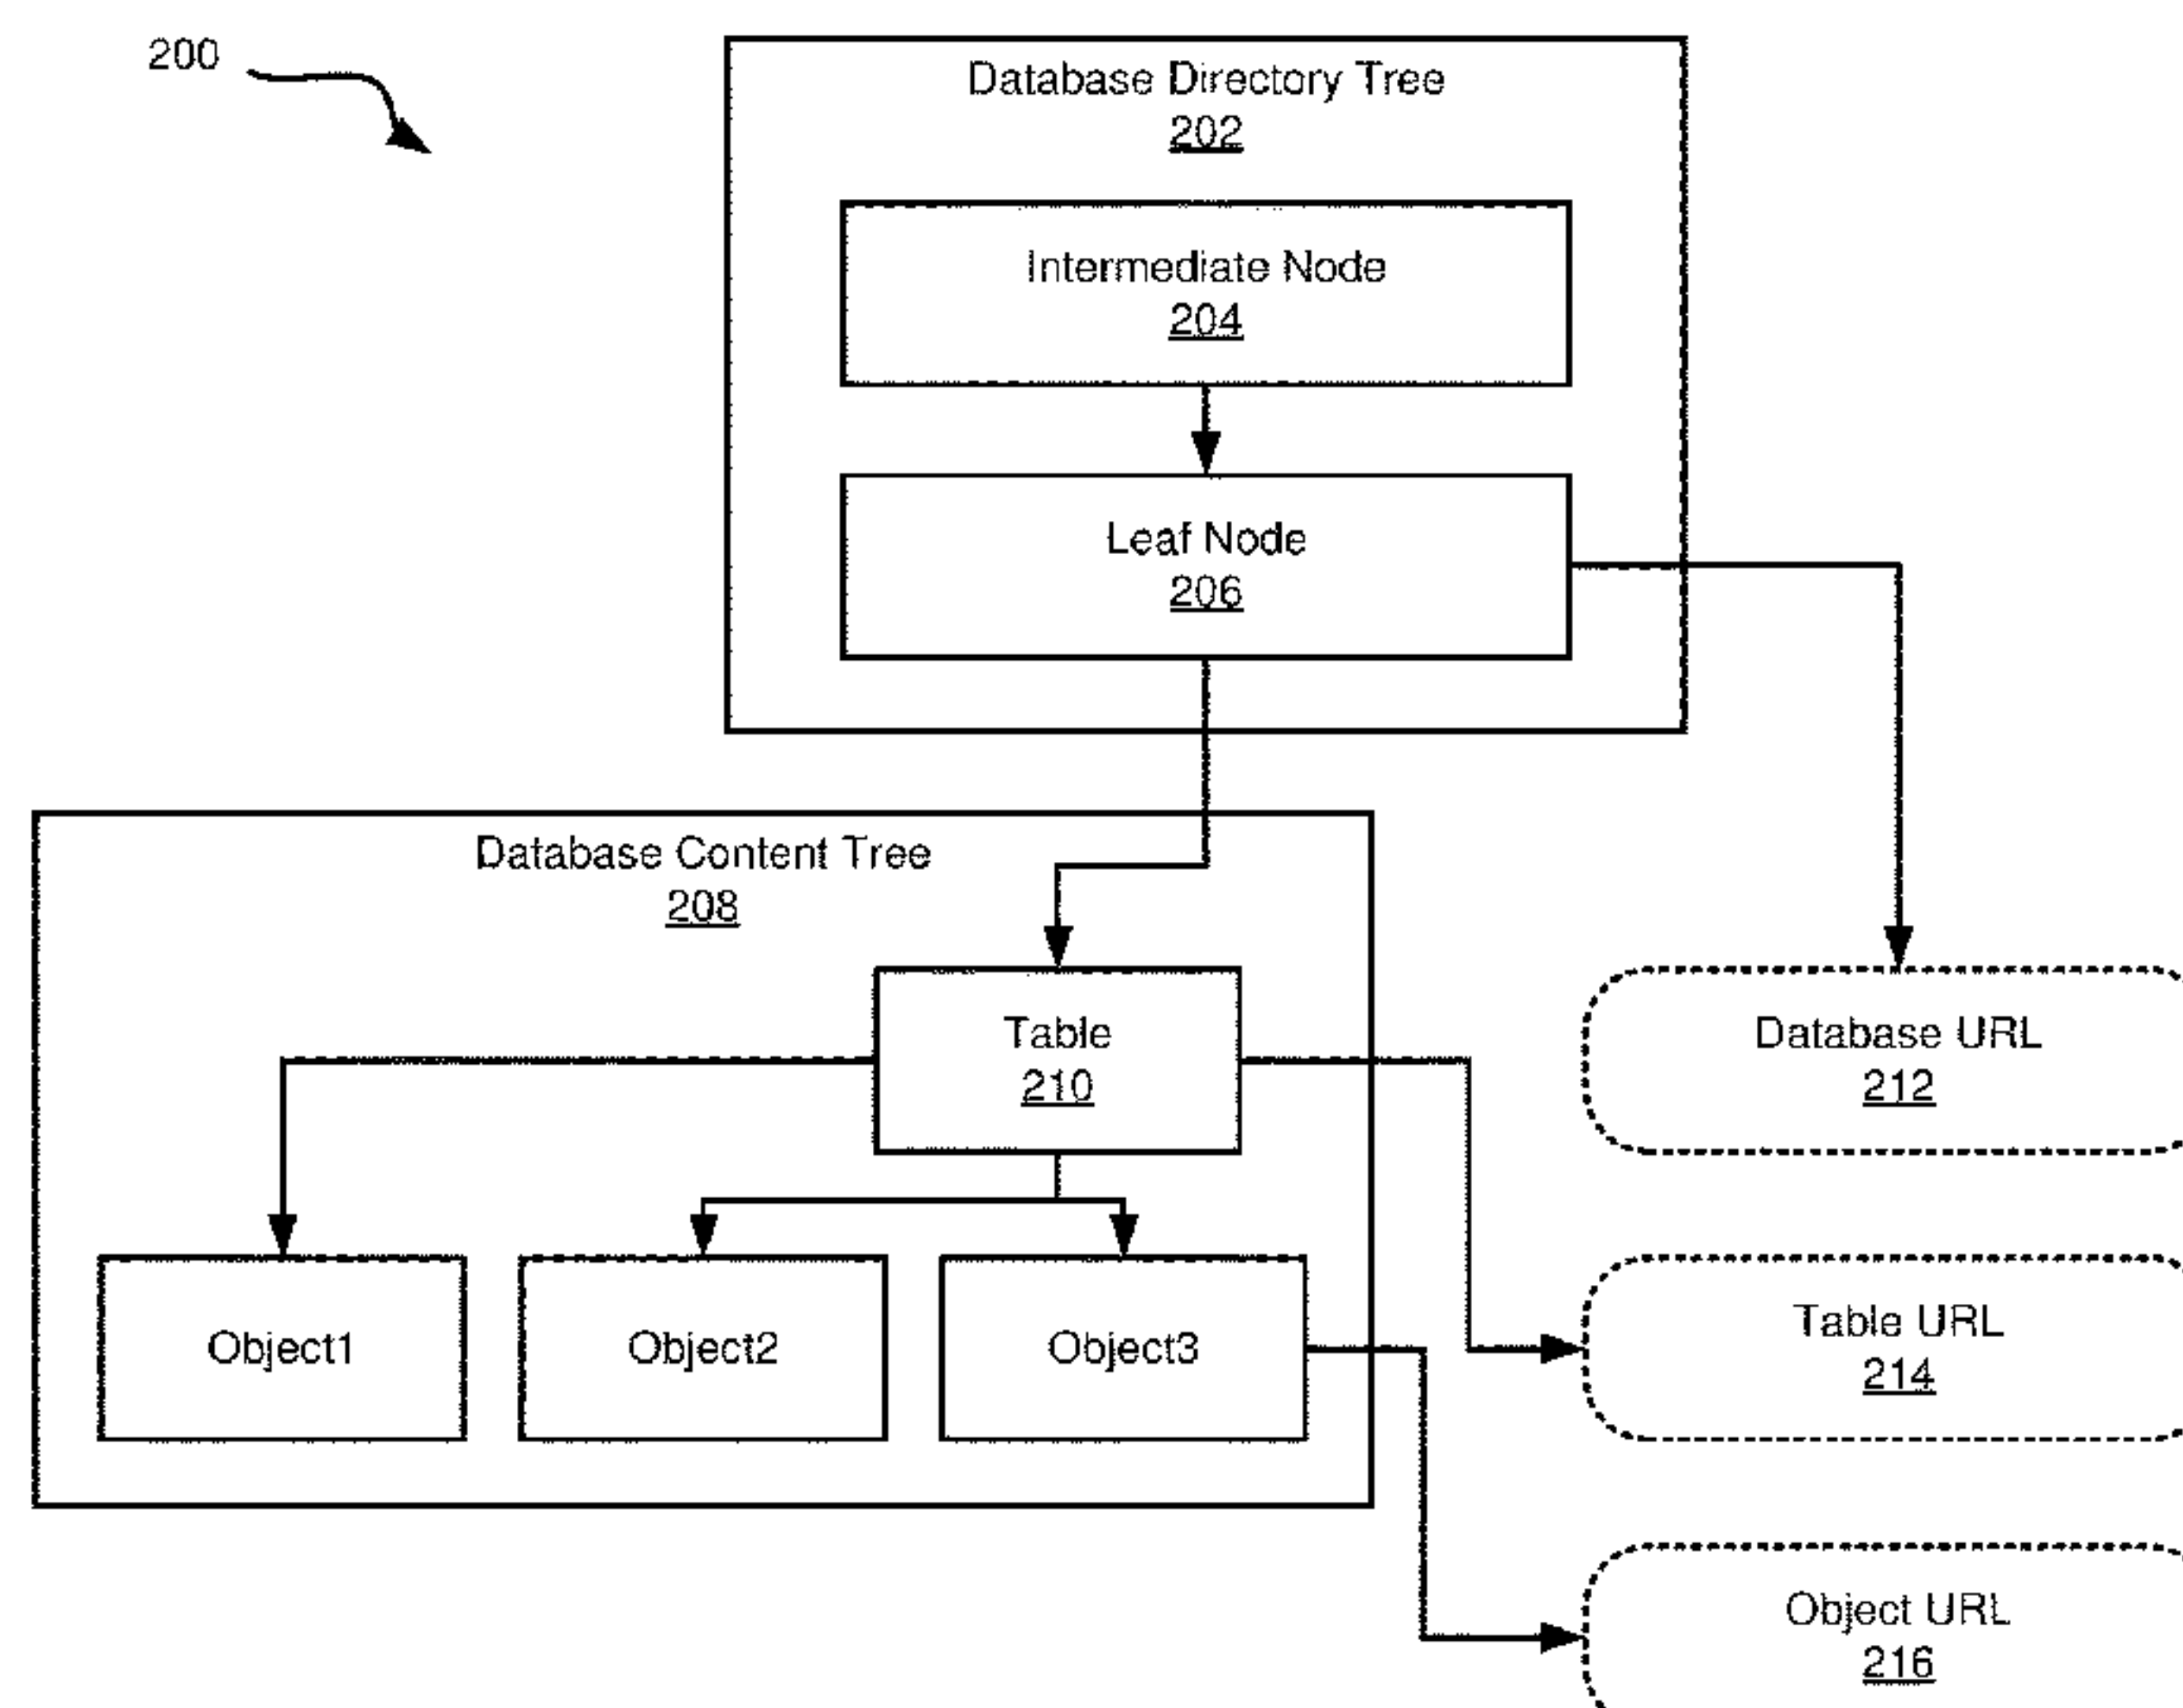 200
Database Directory Tree
202
Intermediate Node
204
Leaf Node
206
Database Content Tree
208
Table
210
Database URL
212
Object1
Object2
Object3
Table URL
214
Object URL
216